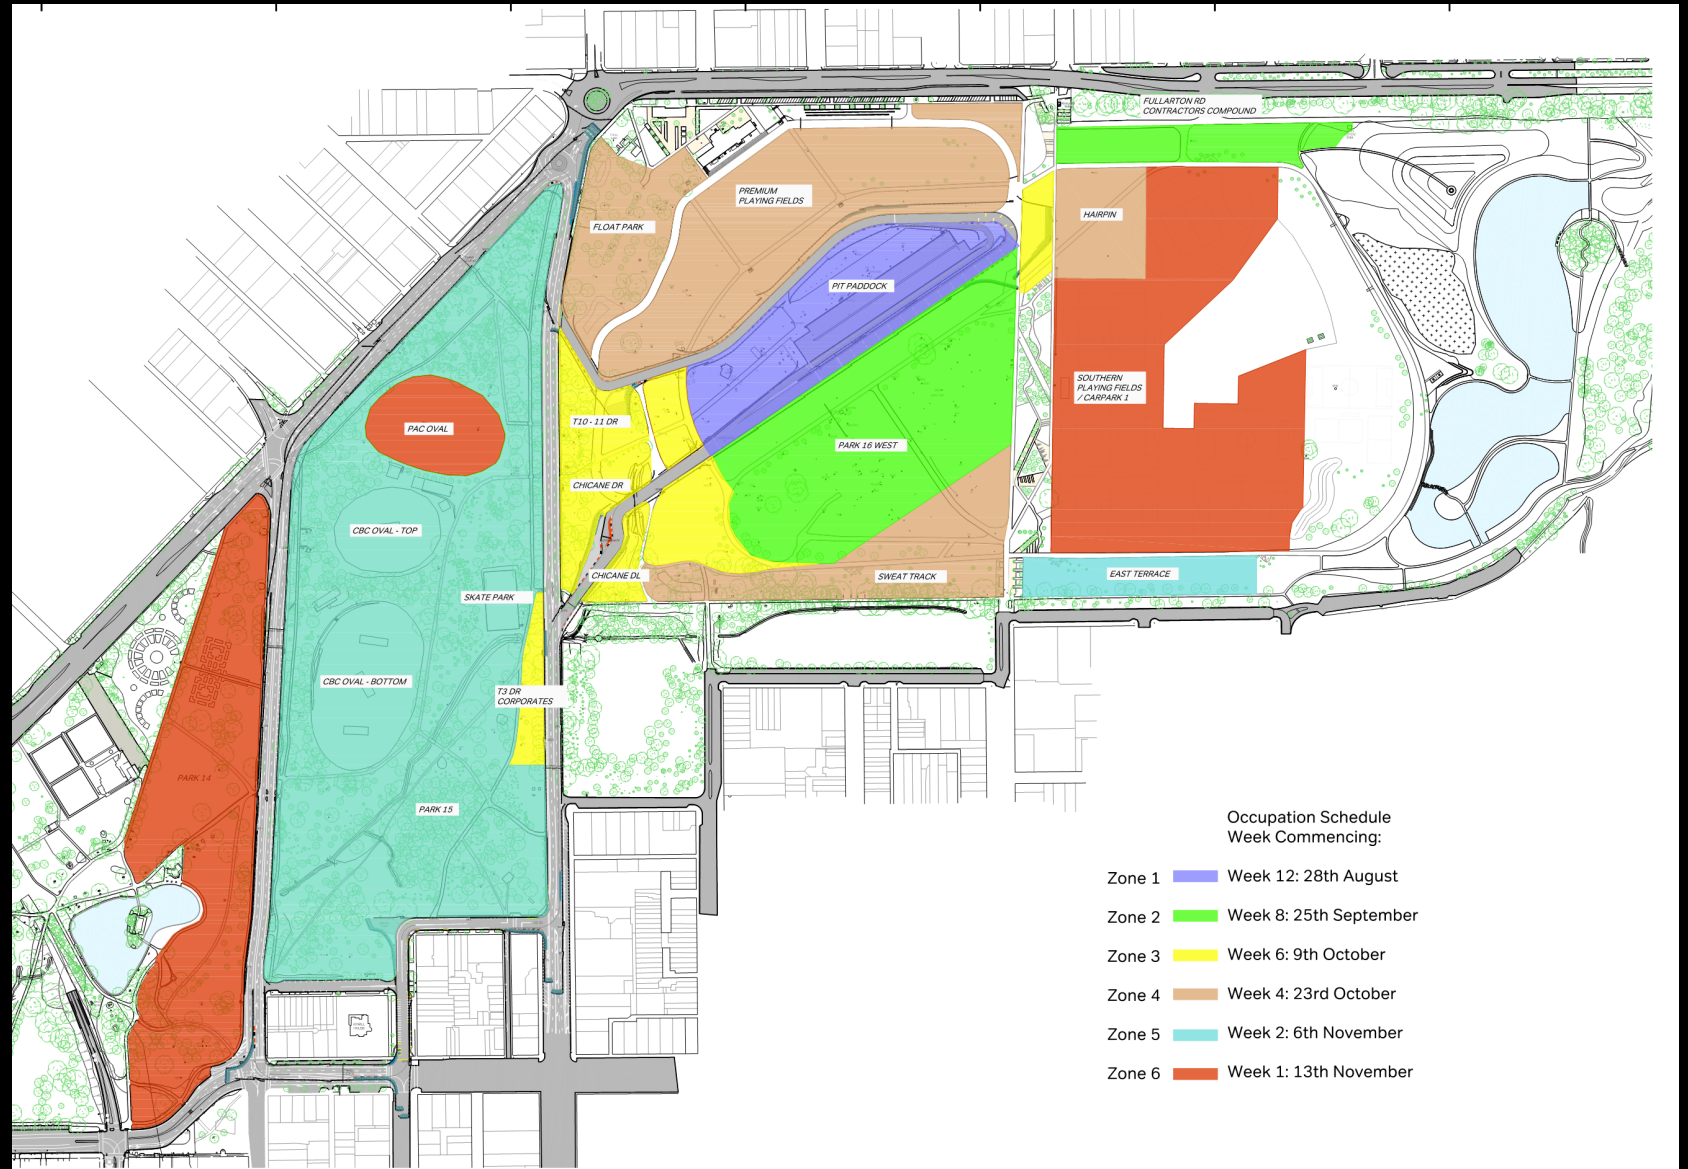 FULLARTON RD
CONTRACTORS COMPOUND
PREMIUM
PLAYING FIELDS
HAIRPIN
FLOAT PARK
PIT PADDOCK
SOUTHERN
PLAYING FIELDS
/ CARPARK 1
T10 - 11 DR
PAC OVAL
PARK 16 WEST
CHICANE DR
CBC OVAL - TOP
CHICANE DL
SWEAT TRACK
EAST TERRACE
SKATE PARK
CBC OVAL - BOTTOM
T3 DR
CORPORATES
PARK 14
PARK 15
Occupation Schedule
Week Commencing:
Zone 1 Week 12: 28th August
Zone 2 Week 8: 25th September
Zone 3 Week 6: 9th October
Zone 4 Week 4: 23rd October
Zone 5 Week 2: 6th November
Zone 6 Week 1: 13th November